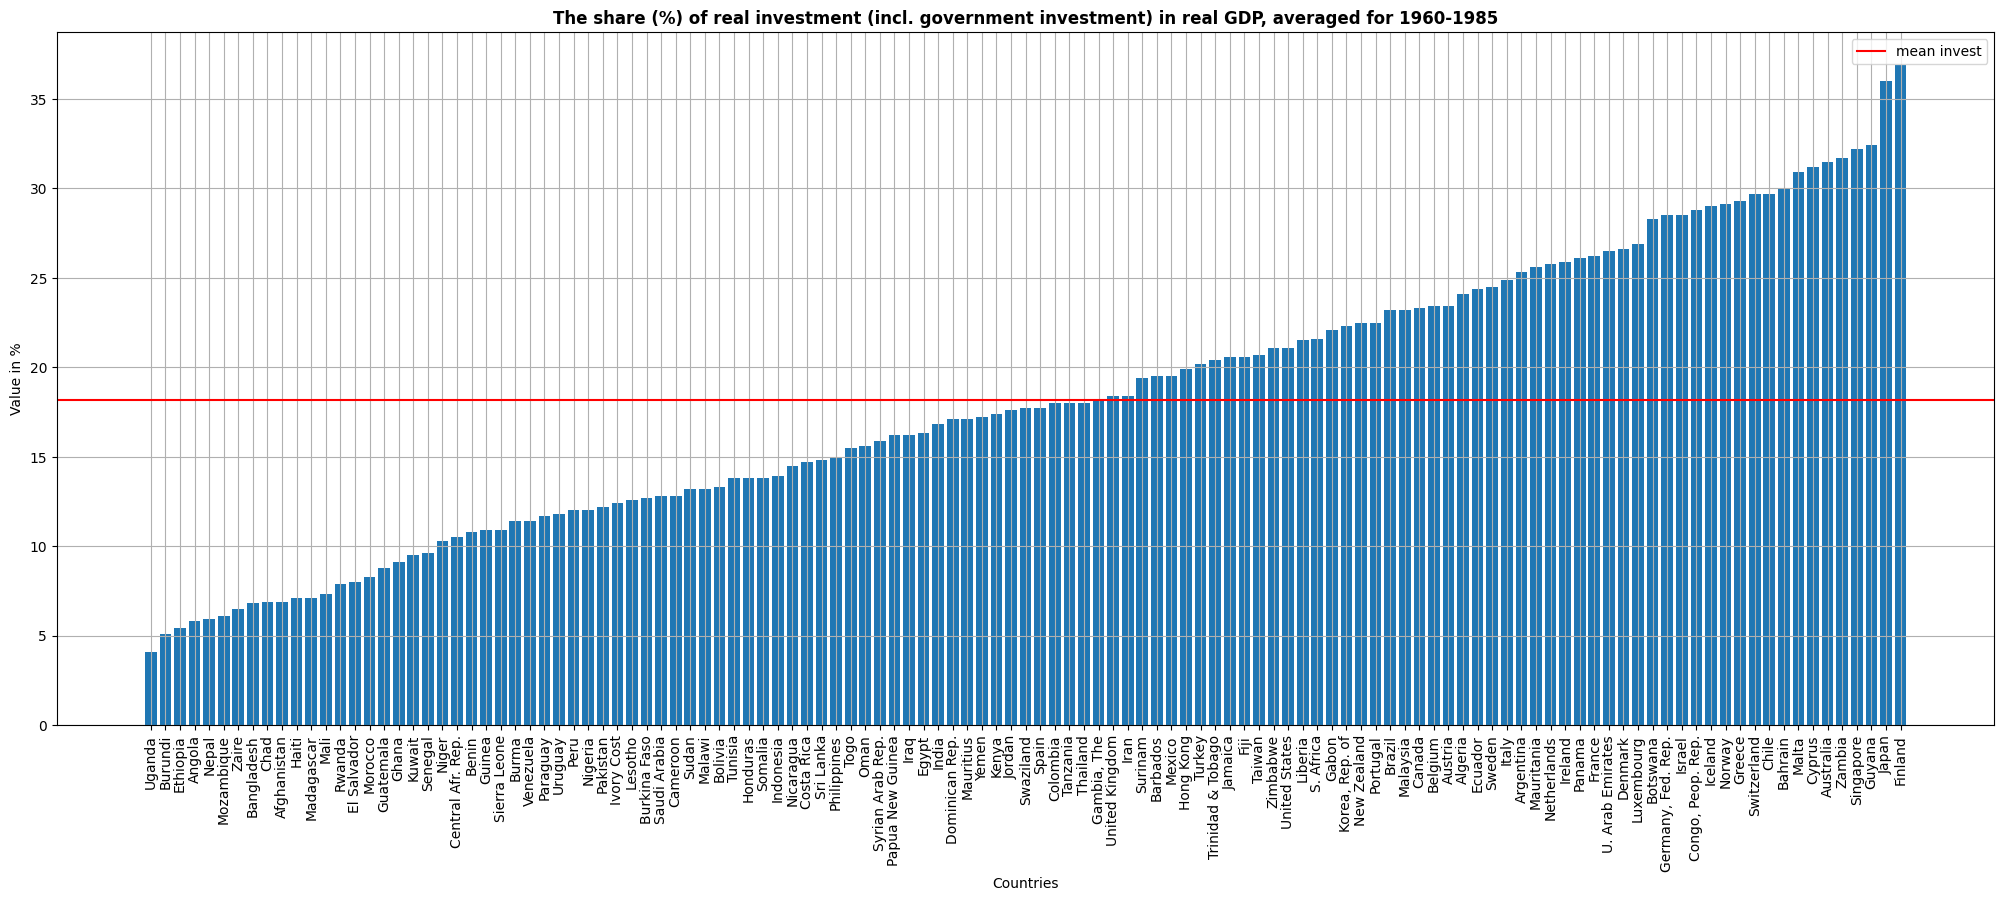 The share (%) of real investment (incl. government investment) in real GDP, averaged for 1960-1985
mean invest
35
30
25
20
15
10
5
0
Value in %
Uganda
Burundi
Ethiopia
Angola
Nepal
Mozambique
Zaire
Bangladesh
Chad
Afghanistan
Haiti
Madagascar
Mali
Rwanda
El Salvador
Morocco
Guatemala
Ghana
Kuwait
Senegal
Niger
Central Afr. Rep.
Benin
Guinea
Sierra Leone
Burma
Venezuela
Paraguay
Uruguay
Peru
Nigeria
Pakistan
Ivory Cost
Lesotho
Burkina Faso
Saudi Arabia
Cameroon
Sudan
Malawi
Bolivia
Tunisia
Honduras
Somalia
Indonesia
Nicaragua
Costa Rica
Sri Lanka
Philippines
Togo
Oman
Syrian Arab Rep.
Papua New Guinea
Iraq
Egypt
India
Dominican Rep.
Mauritius
Yemen
Kenya
Jordan
Swaziland
Spain
Colombia
Tanzania
Thailand
Gambia, The
United Kingdom
Iran
Surinam
Barbados
Mexico
Hong Kong
Turkey
Trinidad & Tobago
Jamaica
Fiji
Taiwan
Zimbabwe
United States
Liberia
S. Africa
Gabon
Korea, Rep. of
New Zealand
Portugal
Brazil
Malaysia
Canada
Belgium
Austria
Algeria
Ecuador
Sweden
Italy
Argentina
Mauritania
Netherlands
Ireland
Panama
France
U. Arab Emirates
Denmark
Luxembourg
Botswana
Germany, Fed. Rep.
Israel
Congo, Peop. Rep.
Iceland
Norway
Greece
Switzerland
Chile
Bahrain
Malta
Cyprus
Australia
Zambia
Singapore
Guyana
Japan
Finland
Countries